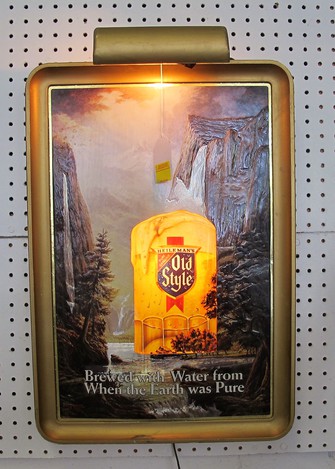 HEILEMAN'S
Old
Style
Brewed with Water from
When the Earth was Pure